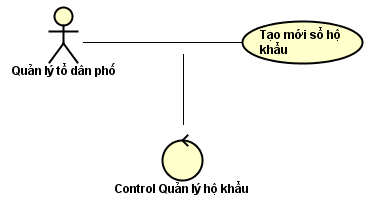 Tạo mới sổ hộ
khẩu
Quản lý tổ dân phố
Control Quản lý hộ khẩu